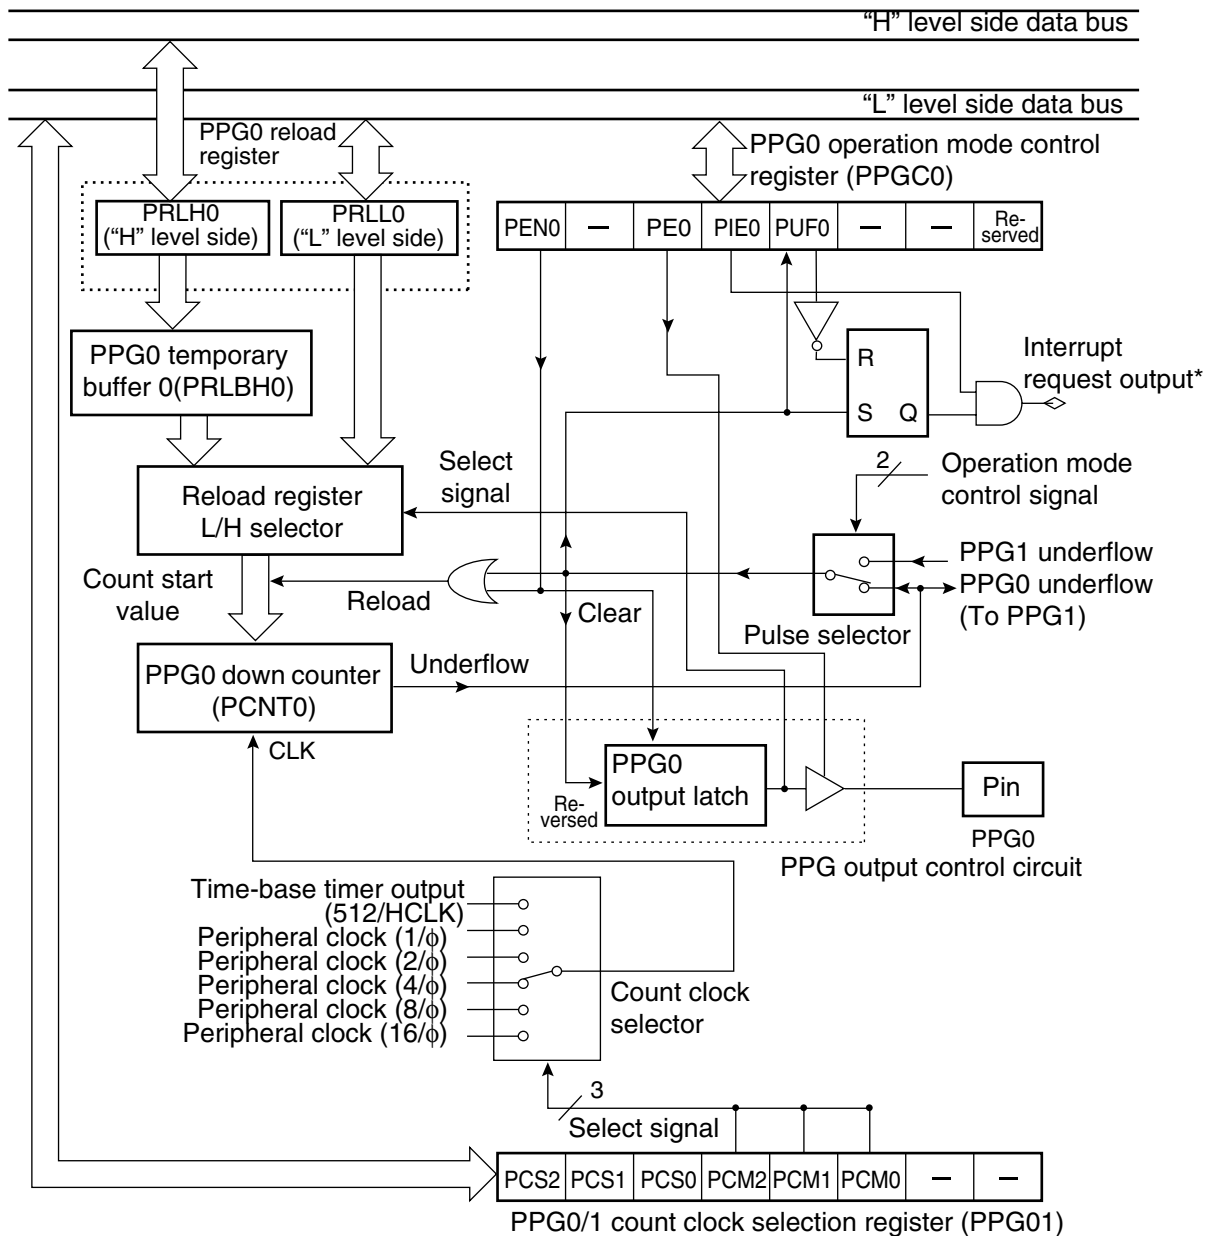 “H” level side data bus
“L” level side data bus
PPG0 reload
register
PPG0 operation mode control
register (PPGC0)
PRLH0
(“H” level side)
PRLL0
(“L” level side)
PEN0
—
PE0
PIE0
PUF0
—
—
Re-
served
PPG0 temporary
buffer 0(PRLBH0)
R
S Q
Interrupt
request output*
Select
signal
2
Operation mode
control signal
Reload register
L/H selector
Count start
value
Reload
Clear
PPG1 underflow
PPG0 underflow
(To PPG1)
Pulse selector
PPG0 down counter
(PCNT0)
Underflow
CLK
PPG0
output latch
Re-
versed
Pin
PPG0
PPG output control circuit
Time-base timer output
(512/HCLK)
Peripheral clock (1/ϕ)
Peripheral clock (2/ϕ)
Peripheral clock (4/ϕ)
Peripheral clock (8/ϕ)
Peripheral clock (16/ϕ)
Count clock
selector
3
Select signal
PCS2
PCS1
PCS0
PCM2
PCM1
PCM0
—
—
PPG0/1 count clock selection register (PPG01)